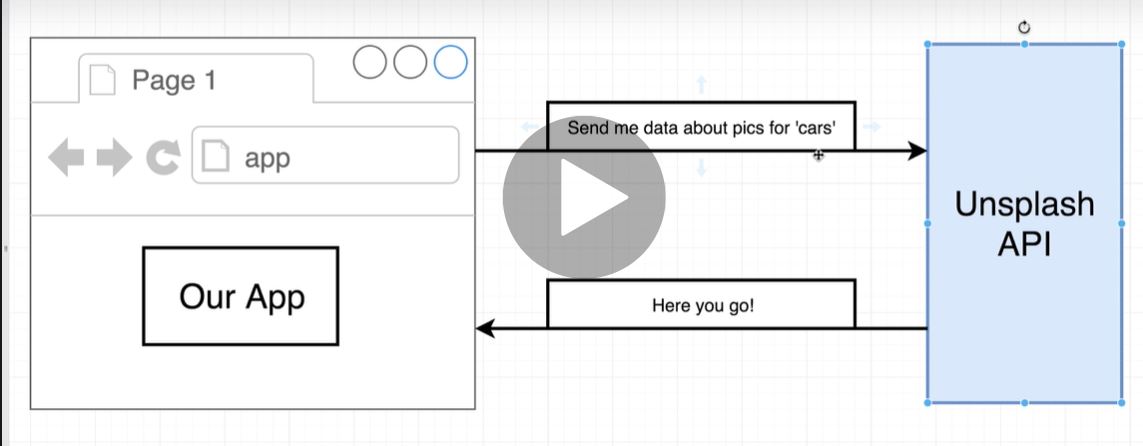 Page 1
app
Our App
Send me data about pics for 'cars'
Here you go!
Unsplash
API